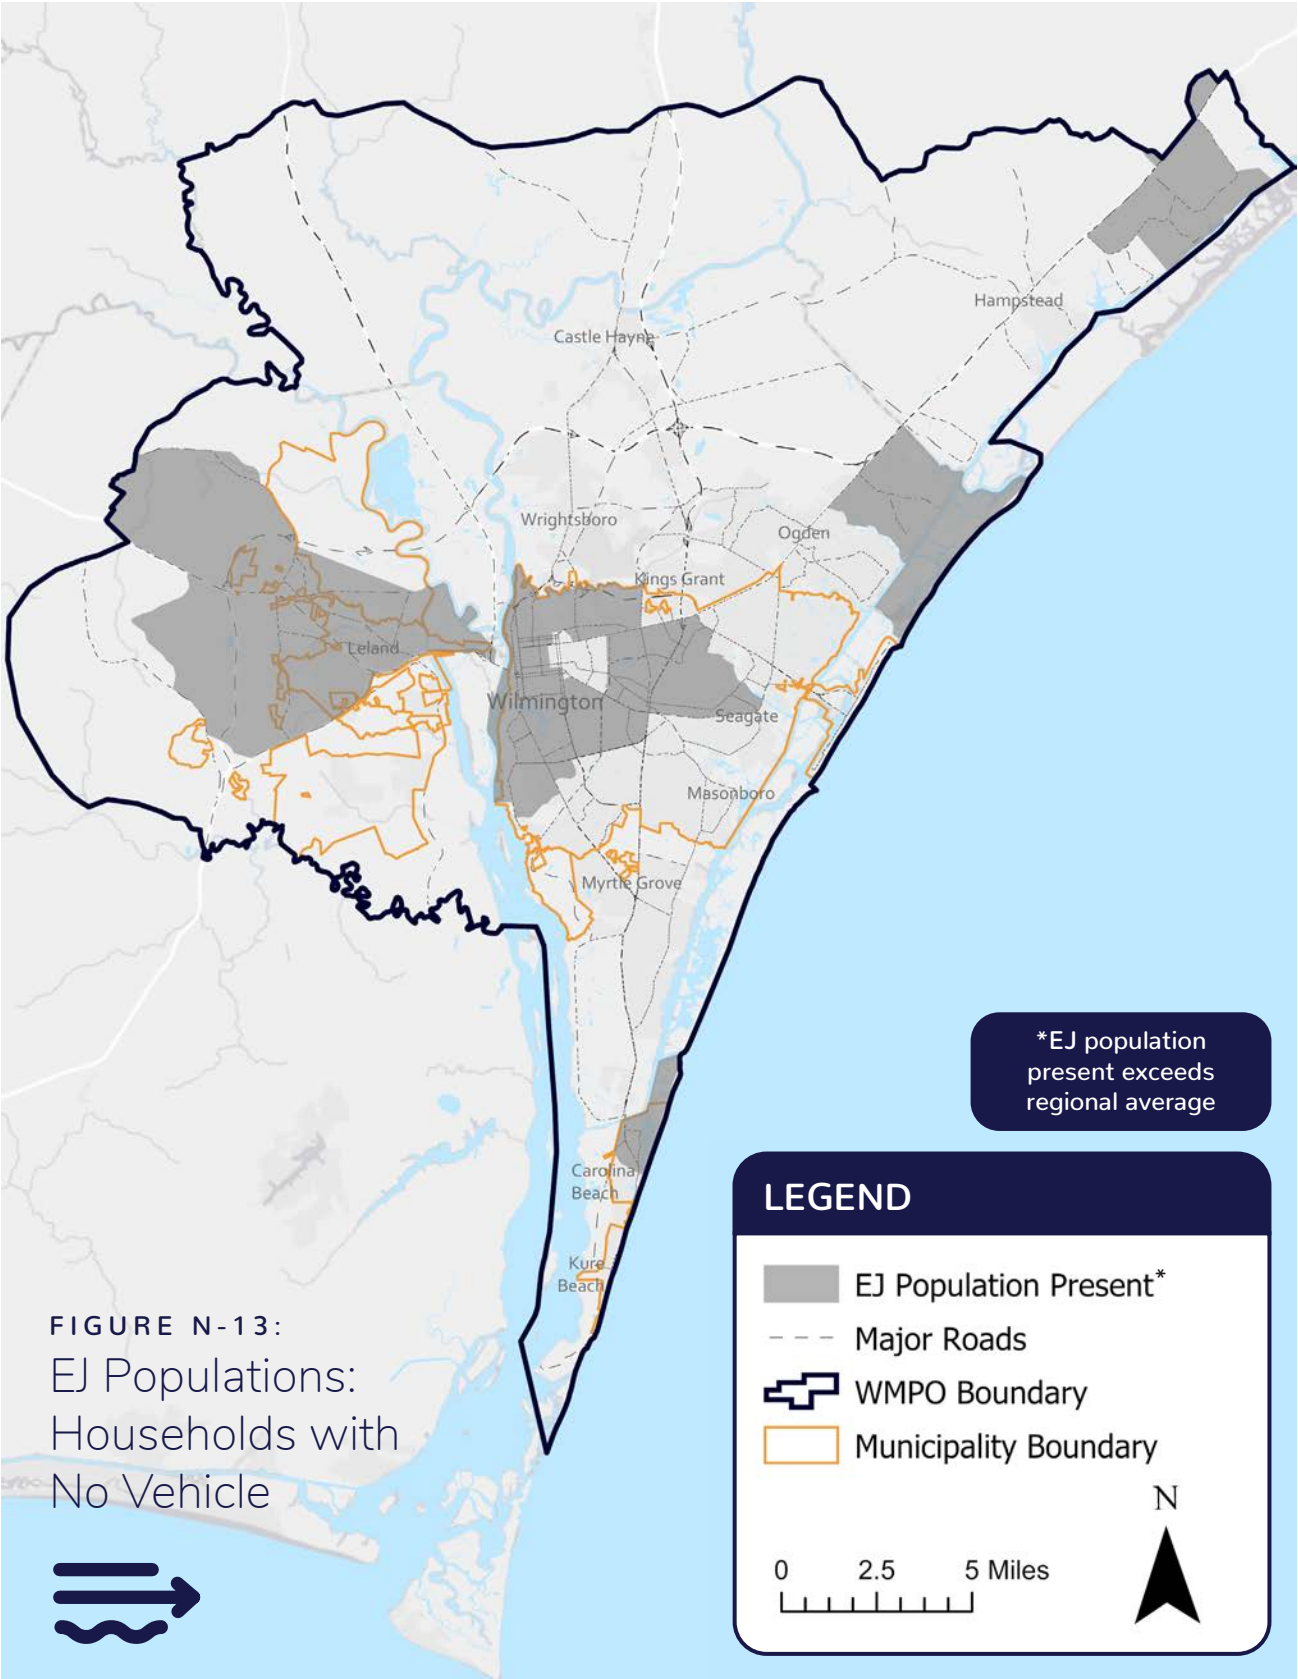 Hampstead
Castle Hayne
Wrightsboro
Ogden
Kings Grant
Leland
Wilmington
Seagate
Masonboro
Myrtle Grove
Carolina
Beach
Kure
Beach
*EJ population
present exceeds
regional average
LEGEND
EJ Population Present*
Major Roads
WMPO Boundary
Municipality Boundary
N
0 2.5 5 Miles
FIGURE N-13:
EJ Populations:
Households with
No Vehicle